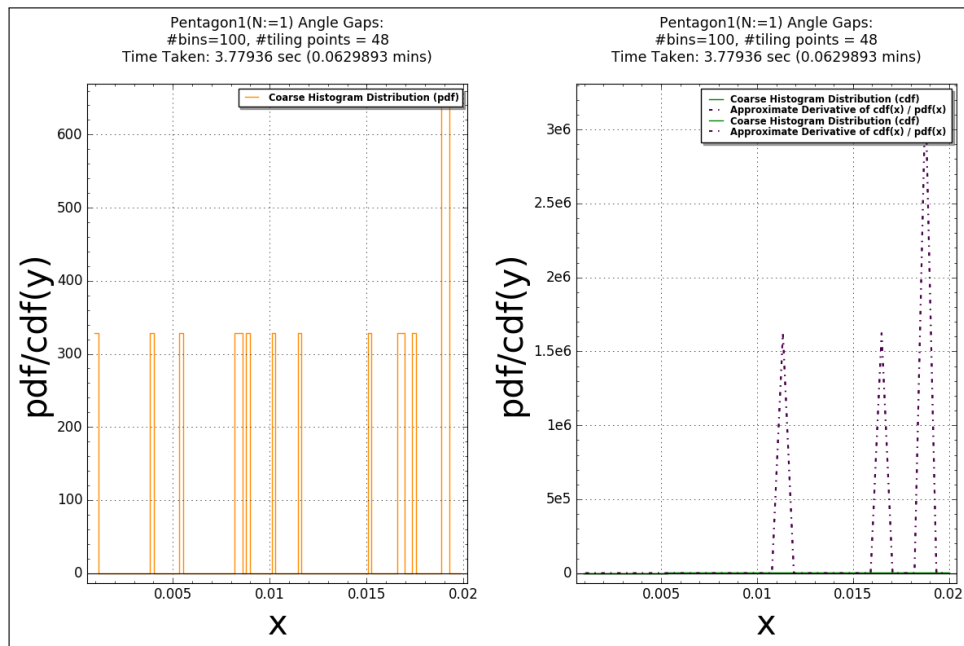 Pentagon1(N:=1) Angle Gaps:
#bins=100, #tiling points = 48
Time Taken: 3.77936 sec (0.0629893 mins)
Coarse Histogram Distribution (pdf)
600
500
400
300
200
100
0
0.005
0.01
0.015
0.02
pdf/cdf(y)
x
Pentagon1(N:=1) Angle Gaps:
#bins=100, #tiling points = 48
Time Taken: 3.77936 sec (0.0629893 mins)
Coarse Histogram Distribution (cdf)
Approximate Derivative of cdf(x) / pdf(x)
Coarse Histogram Distribution (cdf)
Approximate Derivative of cdf(x) / pdf(x)
3e6
2.5e6
2e6
1.5e6
1e6
5e5
0
0.005
0.01
0.015
0.02
pdf/cdf(y)
x